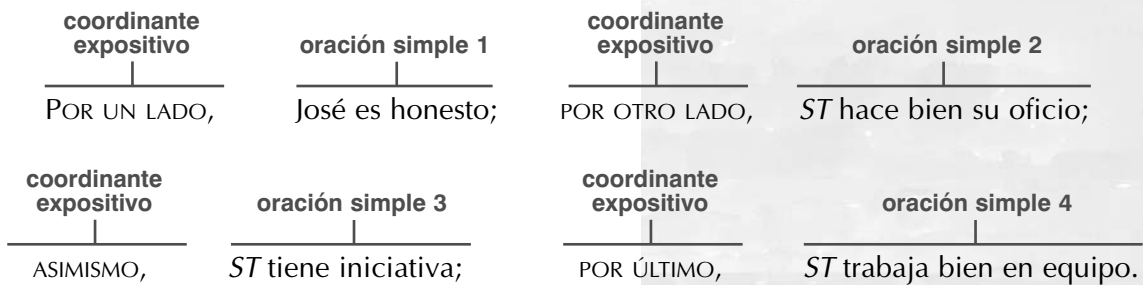 coordinante expositivo oración simple 1 coordinante expositivo oración simple 2
POR UN LADO, José es honesto; POR OTRO LADO, ST hace bien su oficio;
coordinante expositivo oración simple 3 coordinante expositivo oración simple 4
ASIMISMO, ST tiene iniciativa; POR ÚLTIMO, ST trabaja bien en equipo.